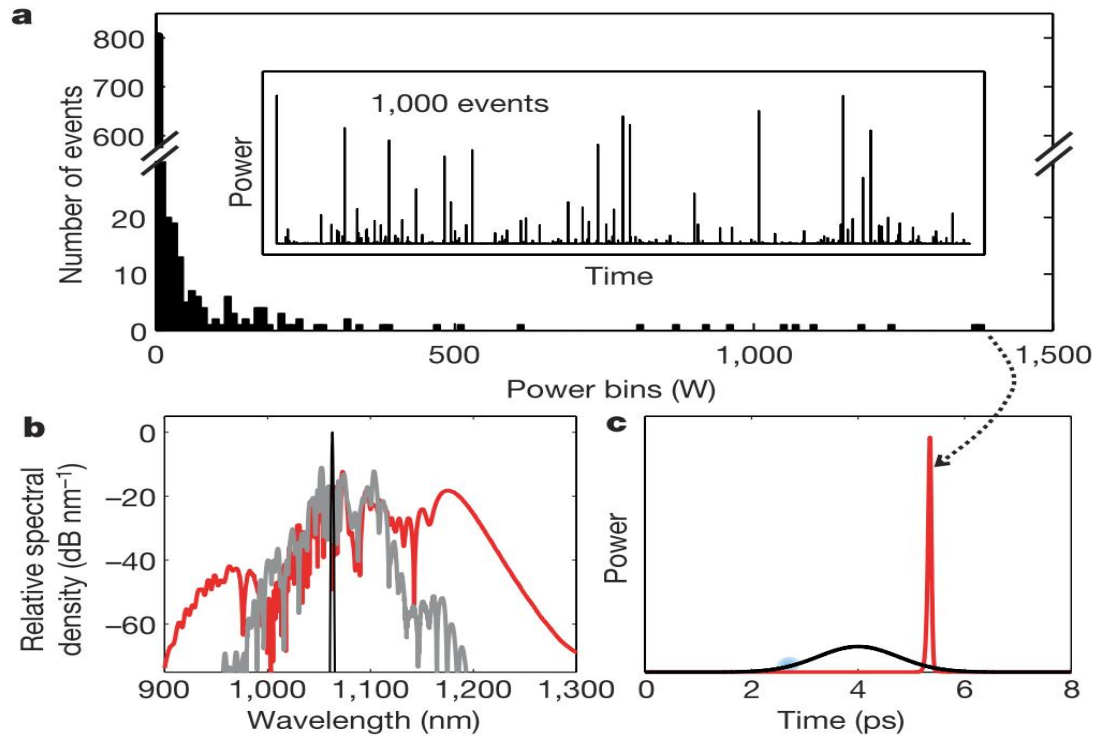 a
800
700
600
20
10
0
Number of events
1,000 events
Power
Time
0
500
1,000
1,500
Power bins (W)
b
0
−20
−40
−60
Relative spectral
density (dB nm−1)
900
1,000
1,100
1,200
1,300
Wavelength (nm)
c
Power
0
2
4
6
8
Time (ps)